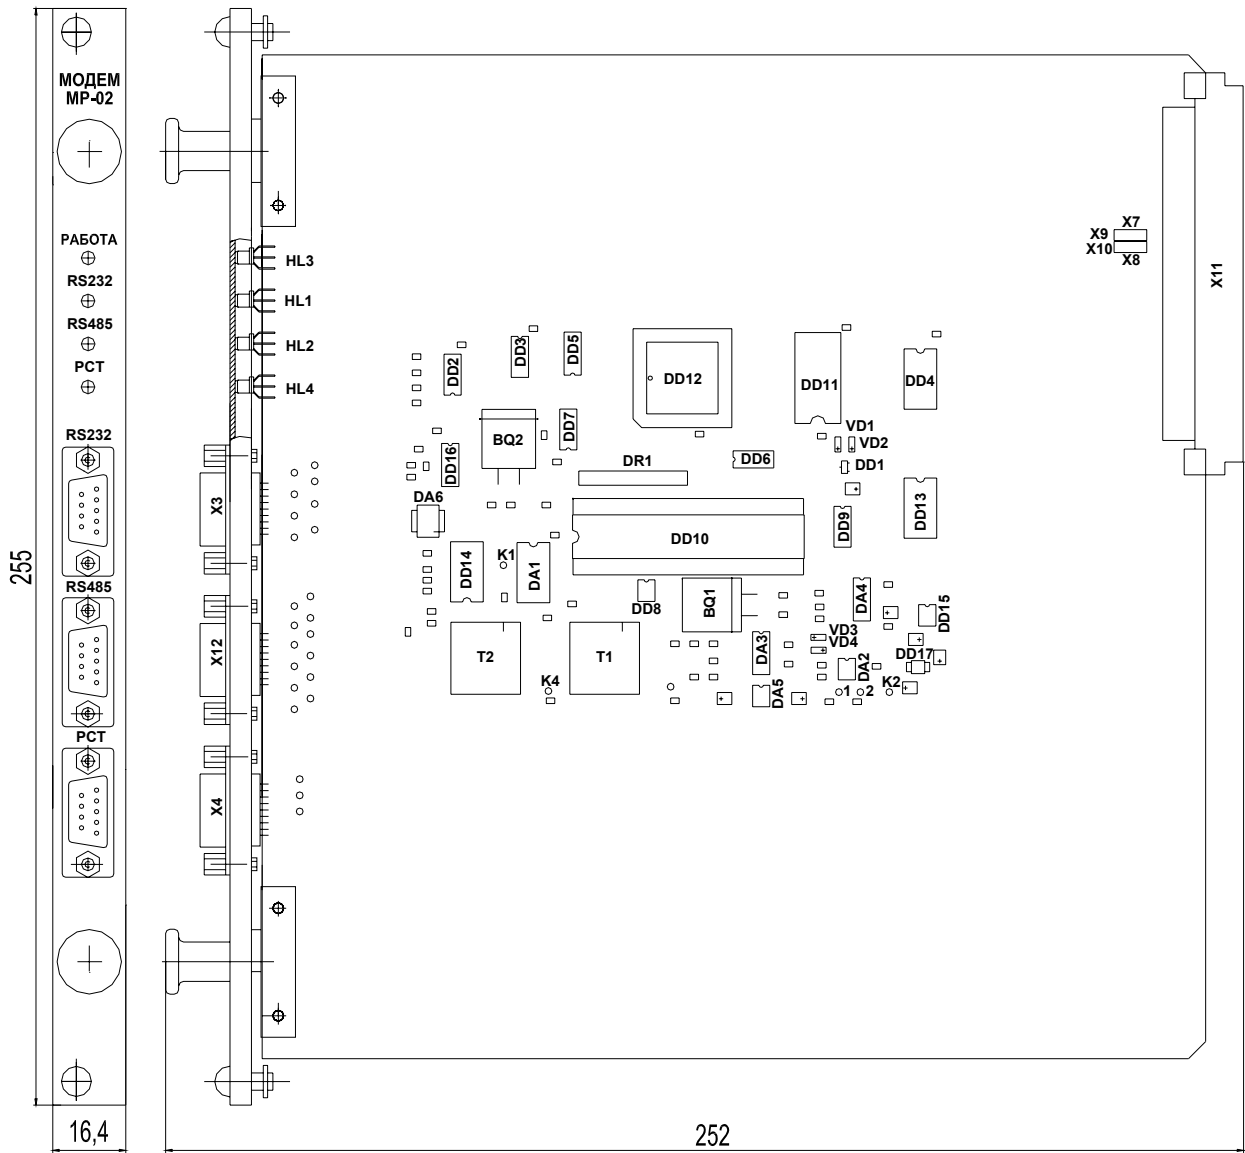 МОДЕМ
МР-02
РАБОТА
RS232
RS485
РСТ
RS232
RS485
РСТ
255
16,4
252
HL3
HL1
HL2
HL4
X3
X12
X4
X7
X9
X10
X8
X11
DD2
DD3
DD5
DD12
DD11
DD4
BQ2
DD7
VD1
VD2
DD16
DR1
DD6
DD1
DA6
DD10
DD9
DD13
DD14
K1
DA1
DD8
BQ1
DA4
DD15
T2
T1
K4
DA3
VD3
VD4
DA2
DD17
DA5
1
2
K2